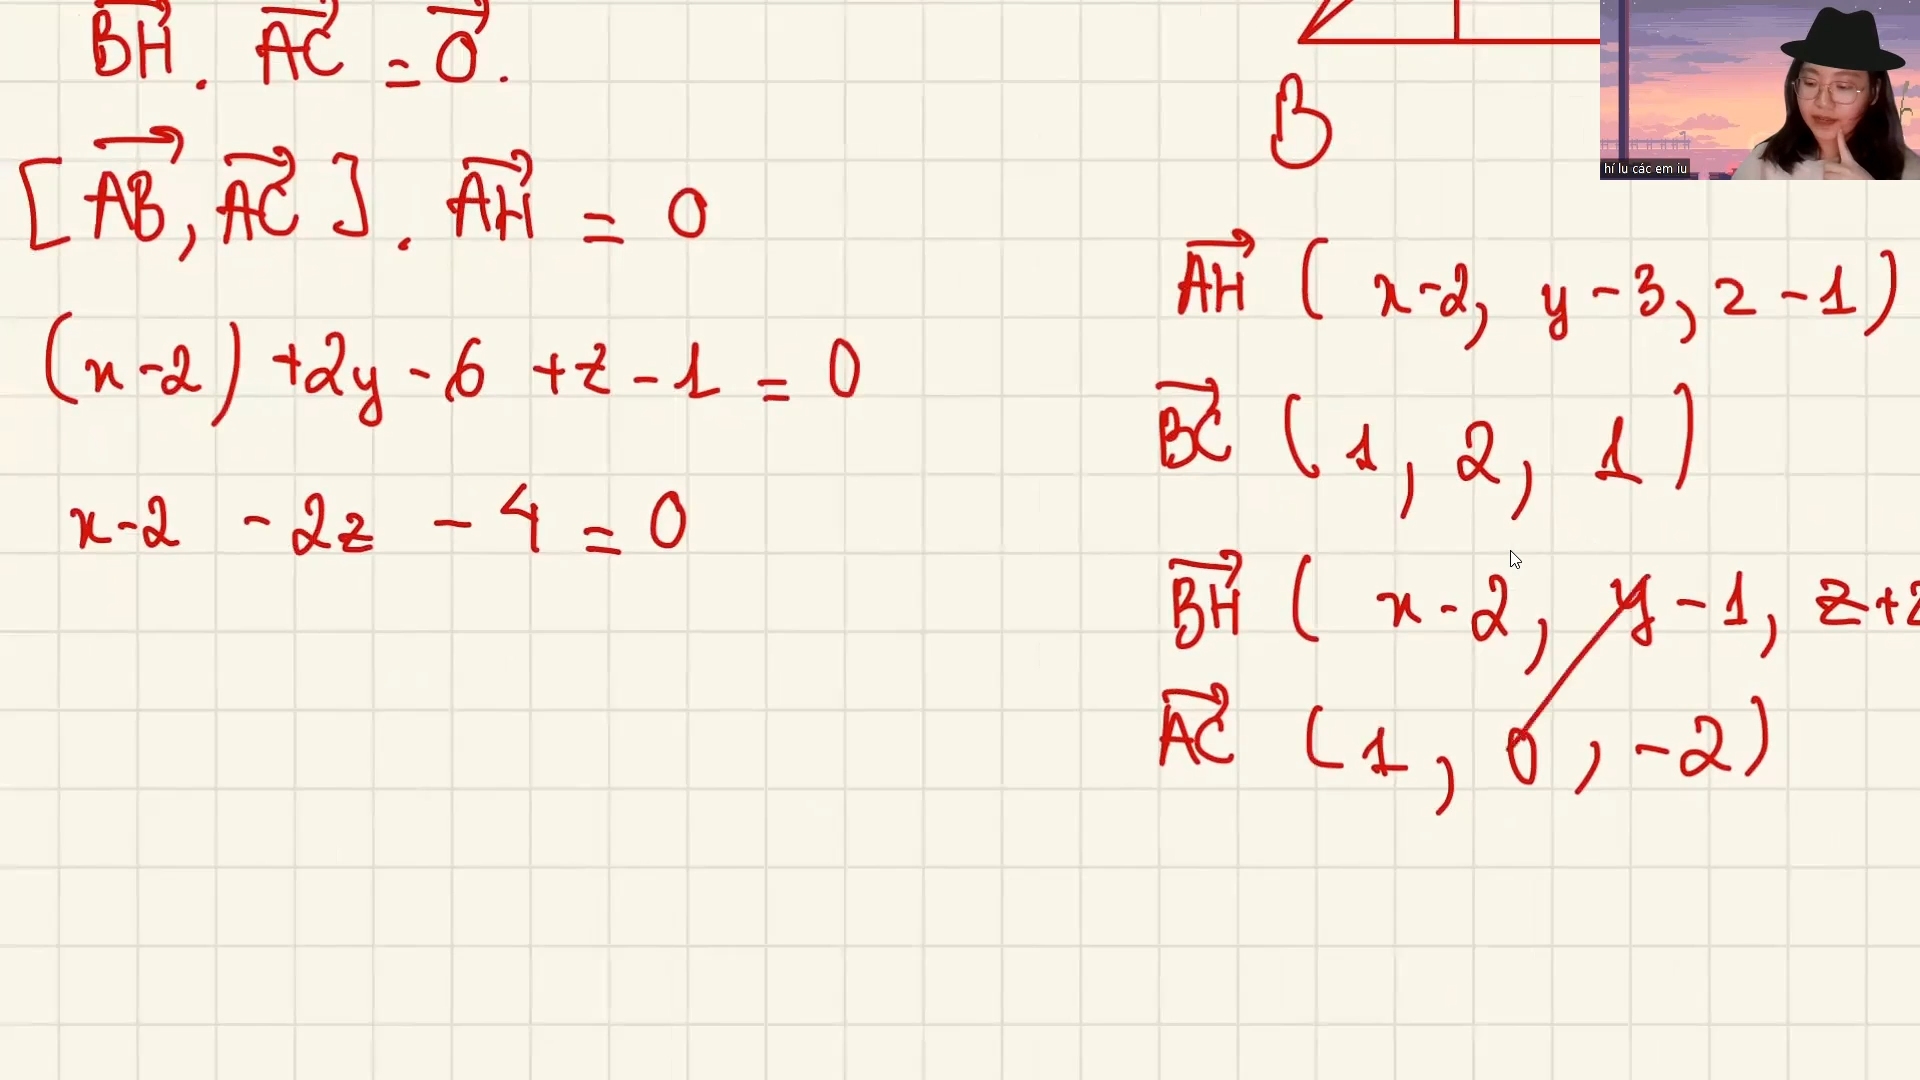 BH⃗ . AC⃗ = 0⃗ .
[AB⃗, AC⃗] . AH⃗ = 0
(x-2) + 2y - 6 + z - 1 = 0
x-2 - 2z - 4 = 0
B
hí lu các em iu
AH⃗ ( x-2, y-3, z-1)
BC⃗ (1, 2, 1)
BH⃗ ( x-2, y-1, z+2
AC⃗ (1, 0, -2)